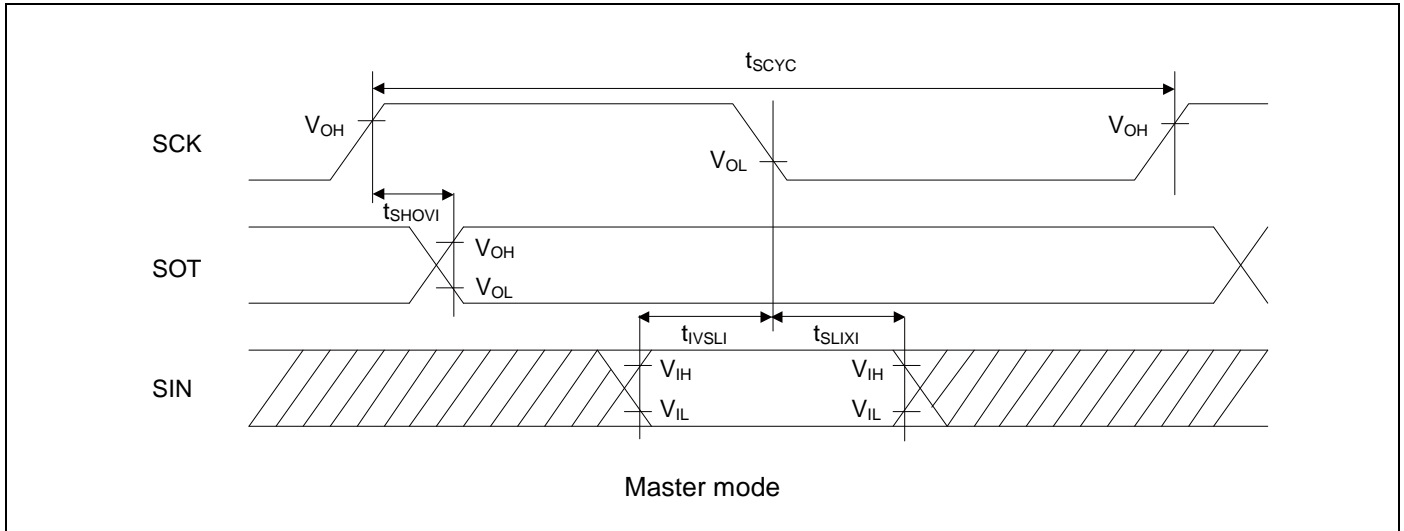 tSCYC
SCK
VOH
VOL
VOH
tSHOVI
SOT
VOH
VOL
tIVSLI
tSLIXI
SIN
VIH
VIL
VIH
VIL
Master mode